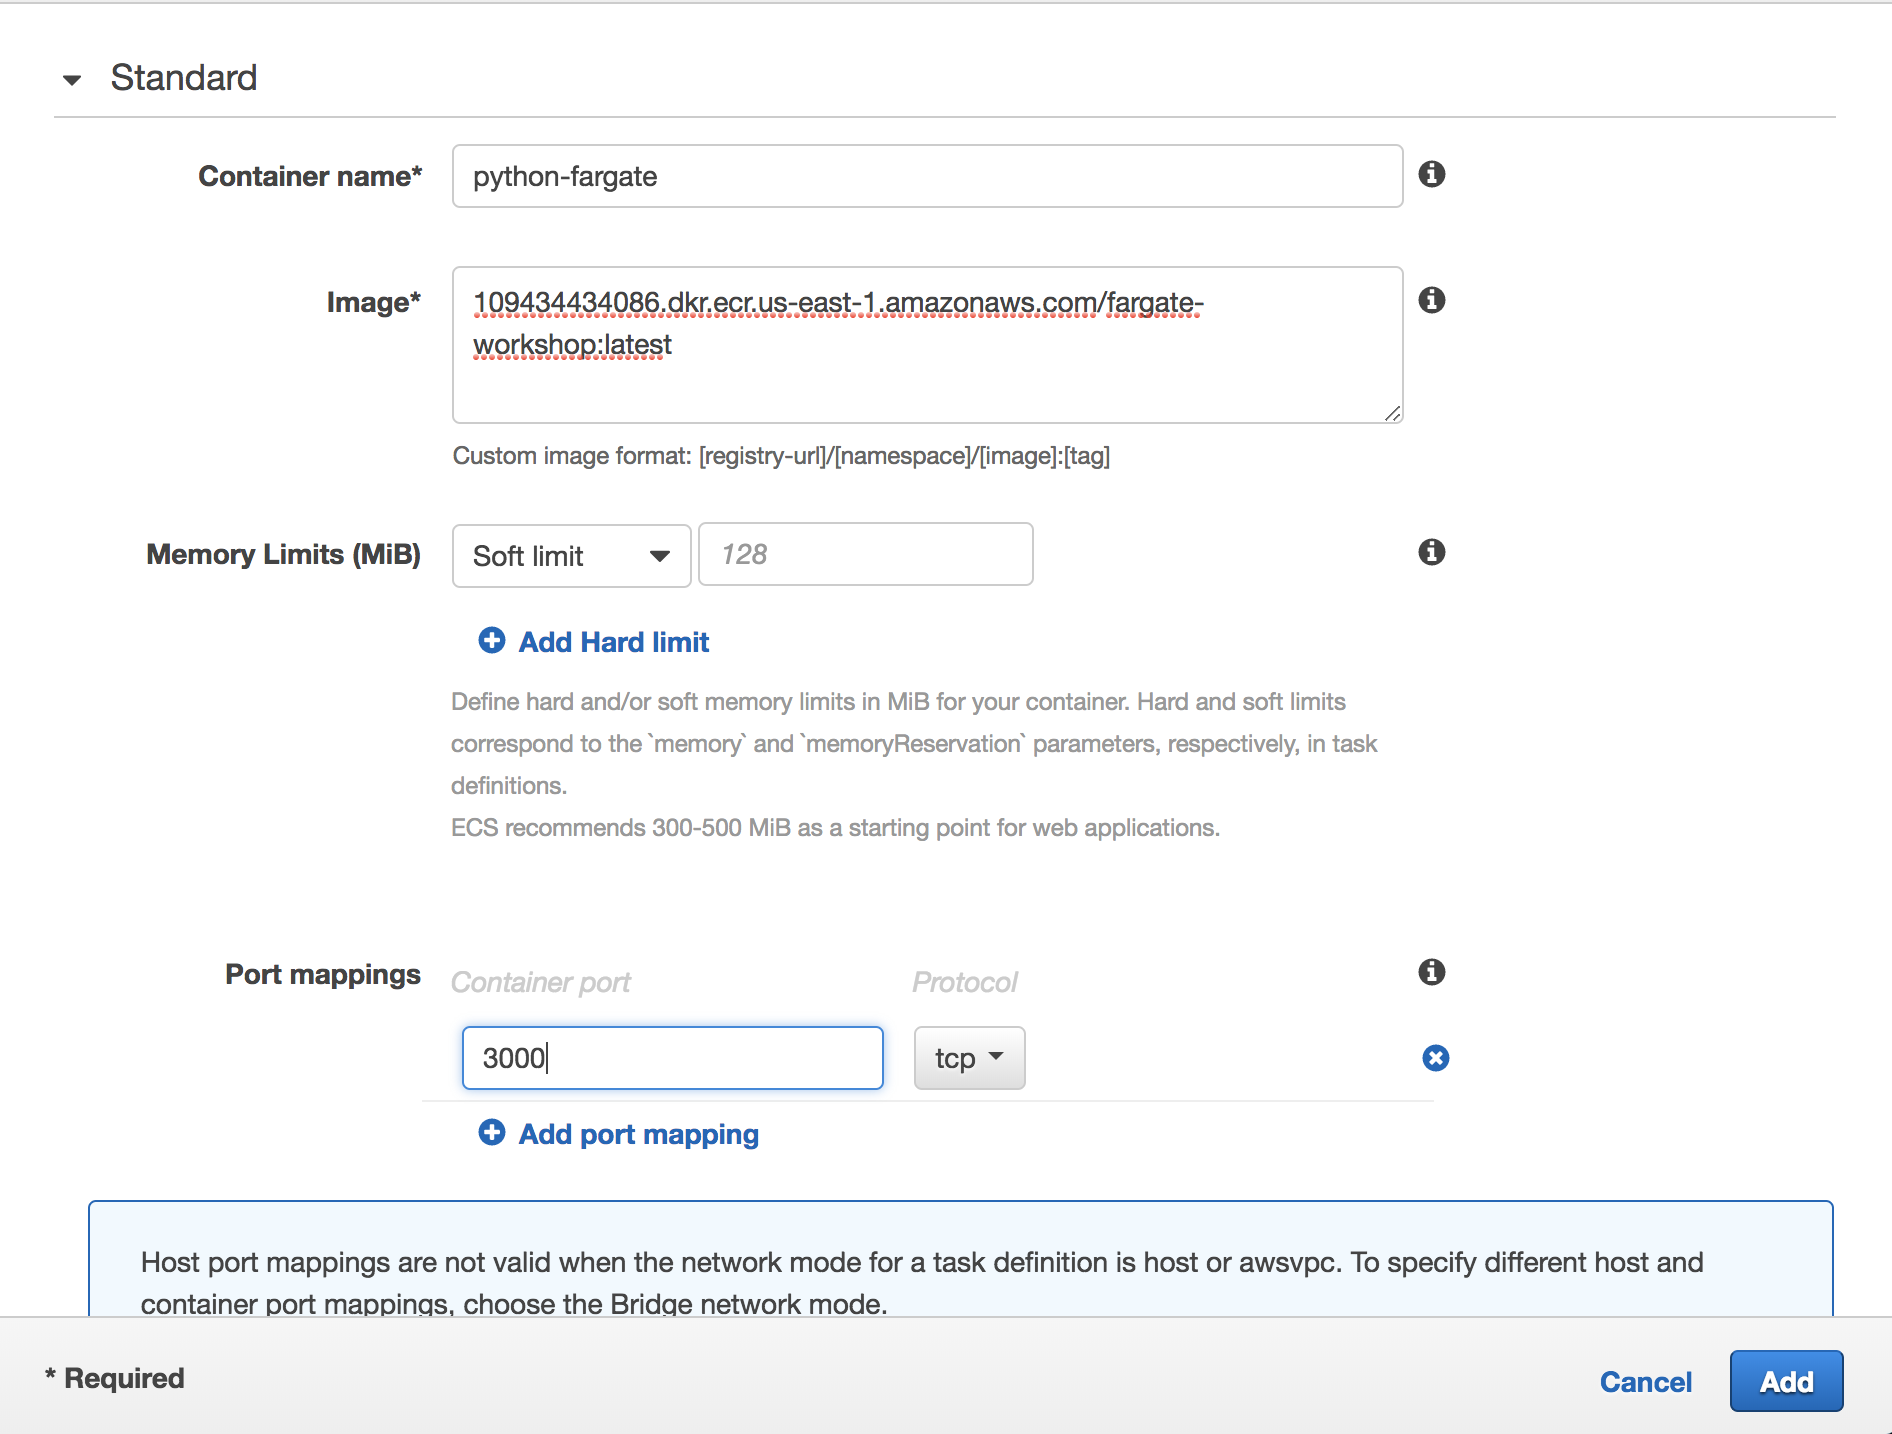 Standard
Container name*
python-fargate
Image*
109434434086.dkr.ecr.us-east-1.amazonaws.com/fargate-
workshop:latest
Custom image format: [registry-url]/[namespace]/[image]:[tag]
Memory Limits (MiB)
Soft limit
128
Add Hard limit
Define hard and/or soft memory limits in MiB for your container. Hard and soft limits
correspond to the `memory` and `memoryReservation` parameters, respectively, in task
definitions.
ECS recommends 300-500 MiB as a starting point for web applications.
Port mappings
Container port
Protocol
3000
tcp
Add port mapping
Host port mappings are not valid when the network mode for a task definition is host or awsvpc. To specify different host and
container port mappings, choose the Bridge network mode.
* Required
Cancel
Add